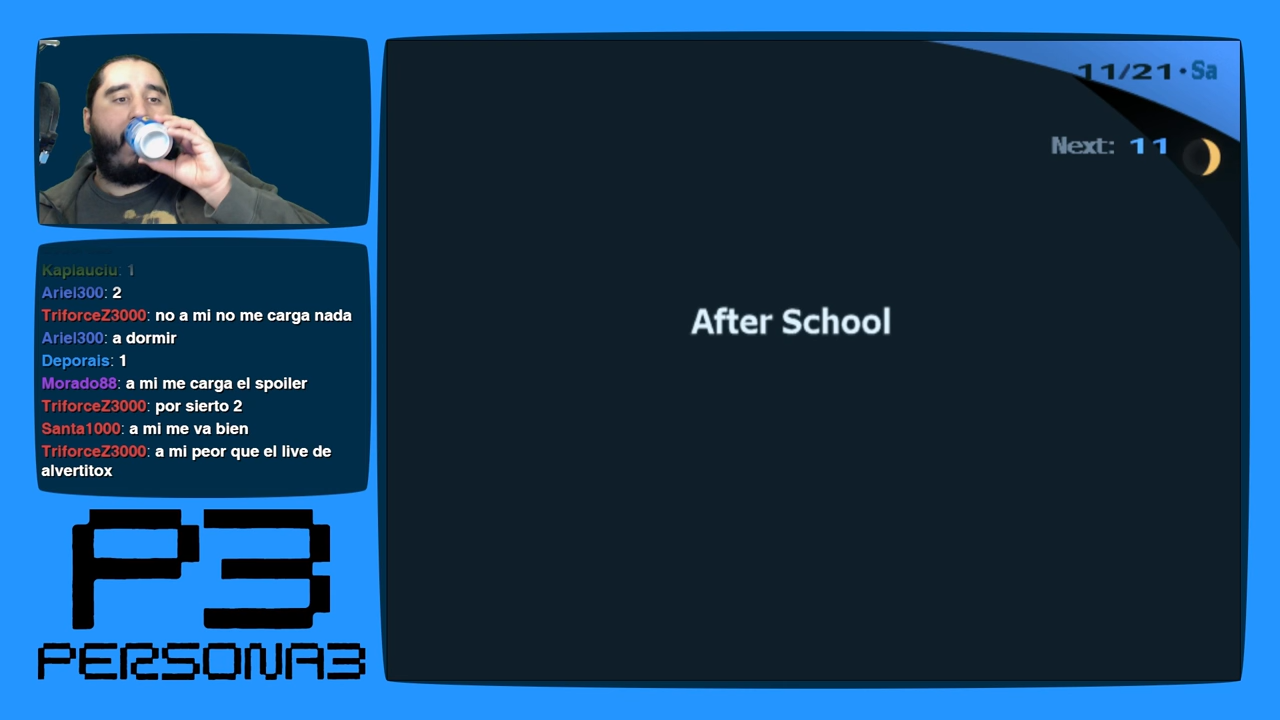 11/21·Sa
Next: 11
After School
Kaplauciu: 1
Ariel300: 2
TriforceZ3000: no a mi no me carga nada
Ariel300: a dormir
Deporais: 1
Morado88: a mi me carga el spoiler
TriforceZ3000: por sierto 2
Santa1000: a mi me va bien
TriforceZ3000: a mi peor que el live de
alvertitox
P3
PERSONA3